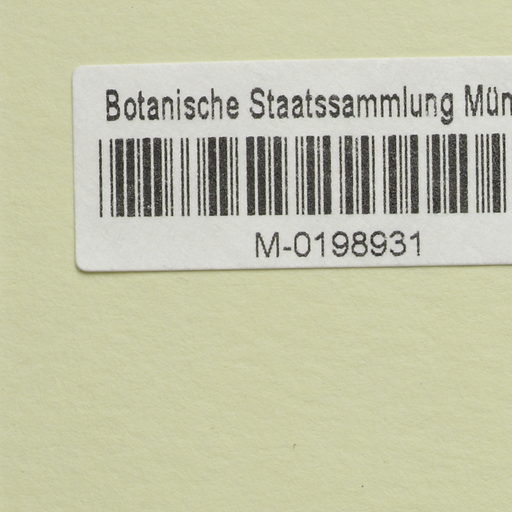 Botanische Staatssammlung Mün
M-0198931